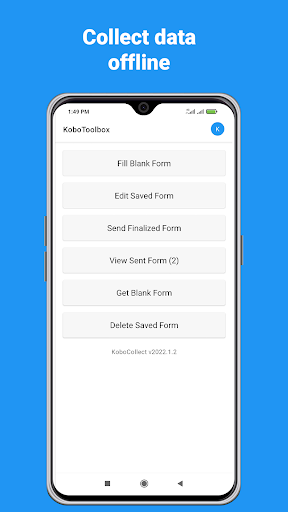 Collect data
offline
1:49 PM
KoboToolbox
K
Fill Blank Form
Edit Saved Form
Send Finalized Form
View Sent Form (2)
Get Blank Form
Delete Saved Form
KoboCollect v2022.1.2